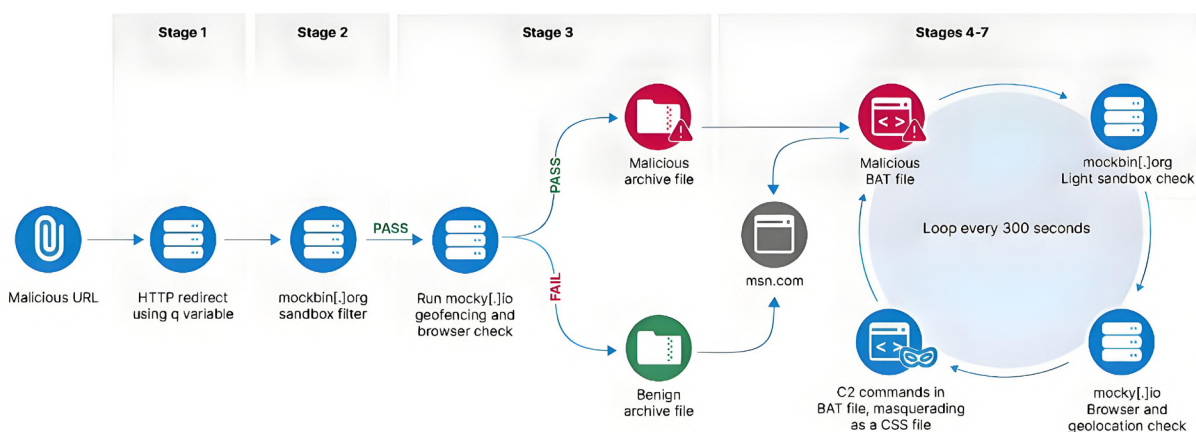 Stage 1
Stage 2
Stage 3
Stages 4-7
Malicious URL
HTTP redirect
using q variable
mockbin[.]org
sandbox filter
PASS
Run mocky[.]io
geofencing and
browser check
PASS
FAIL
Malicious
archive file
Benign
archive file
msn.com
Malicious
BAT file
mockbin[.]org
Light sandbox check
Loop every 300 seconds
mocky[.]io
Browser and
geolocation check
C2 commands in
BAT file, masquerading
as a CSS file